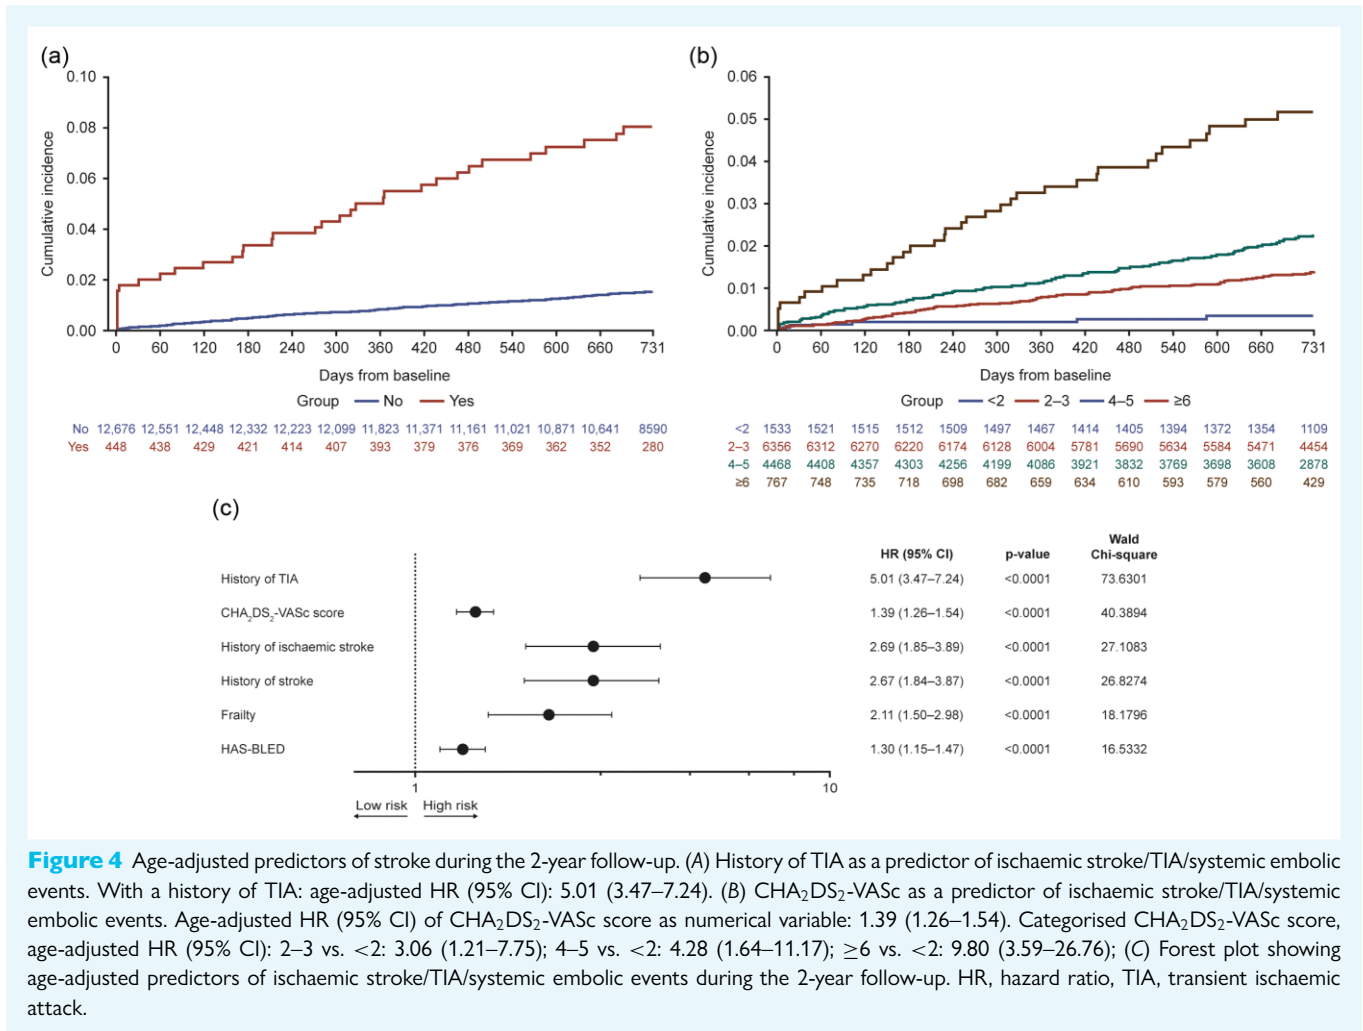 (a)
0.10
0.08
0.06
0.04
0.02
0.00
Cumulative incidence
0 60 120 180 240 300 360 420 480 540 600 660 731
Days from baseline
Group No Yes
No 12,676 12,551 12,448 12,332 12,223 12,099 11,823 11,371 11,161 11,021 10,871 10,641 8590
Yes 448 438 429 421 414 407 393 379 376 369 362 352 280
(b)
0.06
0.05
0.04
0.03
0.02
0.01
0.00
Cumulative incidence
0 60 120 180 240 300 360 420 480 540 600 660 731
Days from baseline
Group <2 2–3 4–5 ≥6
<2 1533 1521 1515 1512 1509 1497 1467 1414 1405 1394 1372 1354 1109
2–3 6356 6312 6270 6220 6174 6128 6004 5781 5690 5634 5584 5471 4454
4–5 4468 4408 4357 4303 4256 4199 4086 3921 3832 3769 3698 3608 2878
≥6 767 748 735 718 698 682 659 634 610 593 579 560 429
(c)
HR (95% CI) p-value Wald Chi-square
History of TIA 5.01 (3.47–7.24) <0.0001 73.6301
CHA2DS2-VASc score 1.39 (1.26–1.54) <0.0001 40.3894
History of ischaemic stroke 2.69 (1.85–3.89) <0.0001 27.1083
History of stroke 2.67 (1.84–3.87) <0.0001 26.8274
Frailty 2.11 (1.50–2.98) <0.0001 18.1796
HAS-BLED 1.30 (1.15–1.47) <0.0001 16.5332
1 10
Low risk High risk
Figure 4 Age-adjusted predictors of stroke during the 2-year follow-up. (A) History of TIA as a predictor of ischaemic stroke/TIA/systemic embolic
events. With a history of TIA: age-adjusted HR (95% CI): 5.01 (3.47–7.24). (B) CHA2DS2-VASc as a predictor of ischaemic stroke/TIA/systemic
embolic events. Age-adjusted HR (95% CI) of CHA2DS2-VASc score as numerical variable: 1.39 (1.26–1.54). Categorised CHA2DS2-VASc score,
age-adjusted HR (95% CI): 2–3 vs. <2: 3.06 (1.21–7.75); 4–5 vs. <2: 4.28 (1.64–11.17); ≥6 vs. <2: 9.80 (3.59–26.76); (C) Forest plot showing
age-adjusted predictors of ischaemic stroke/TIA/systemic embolic events during the 2-year follow-up. HR, hazard ratio, TIA, transient ischaemic
attack.